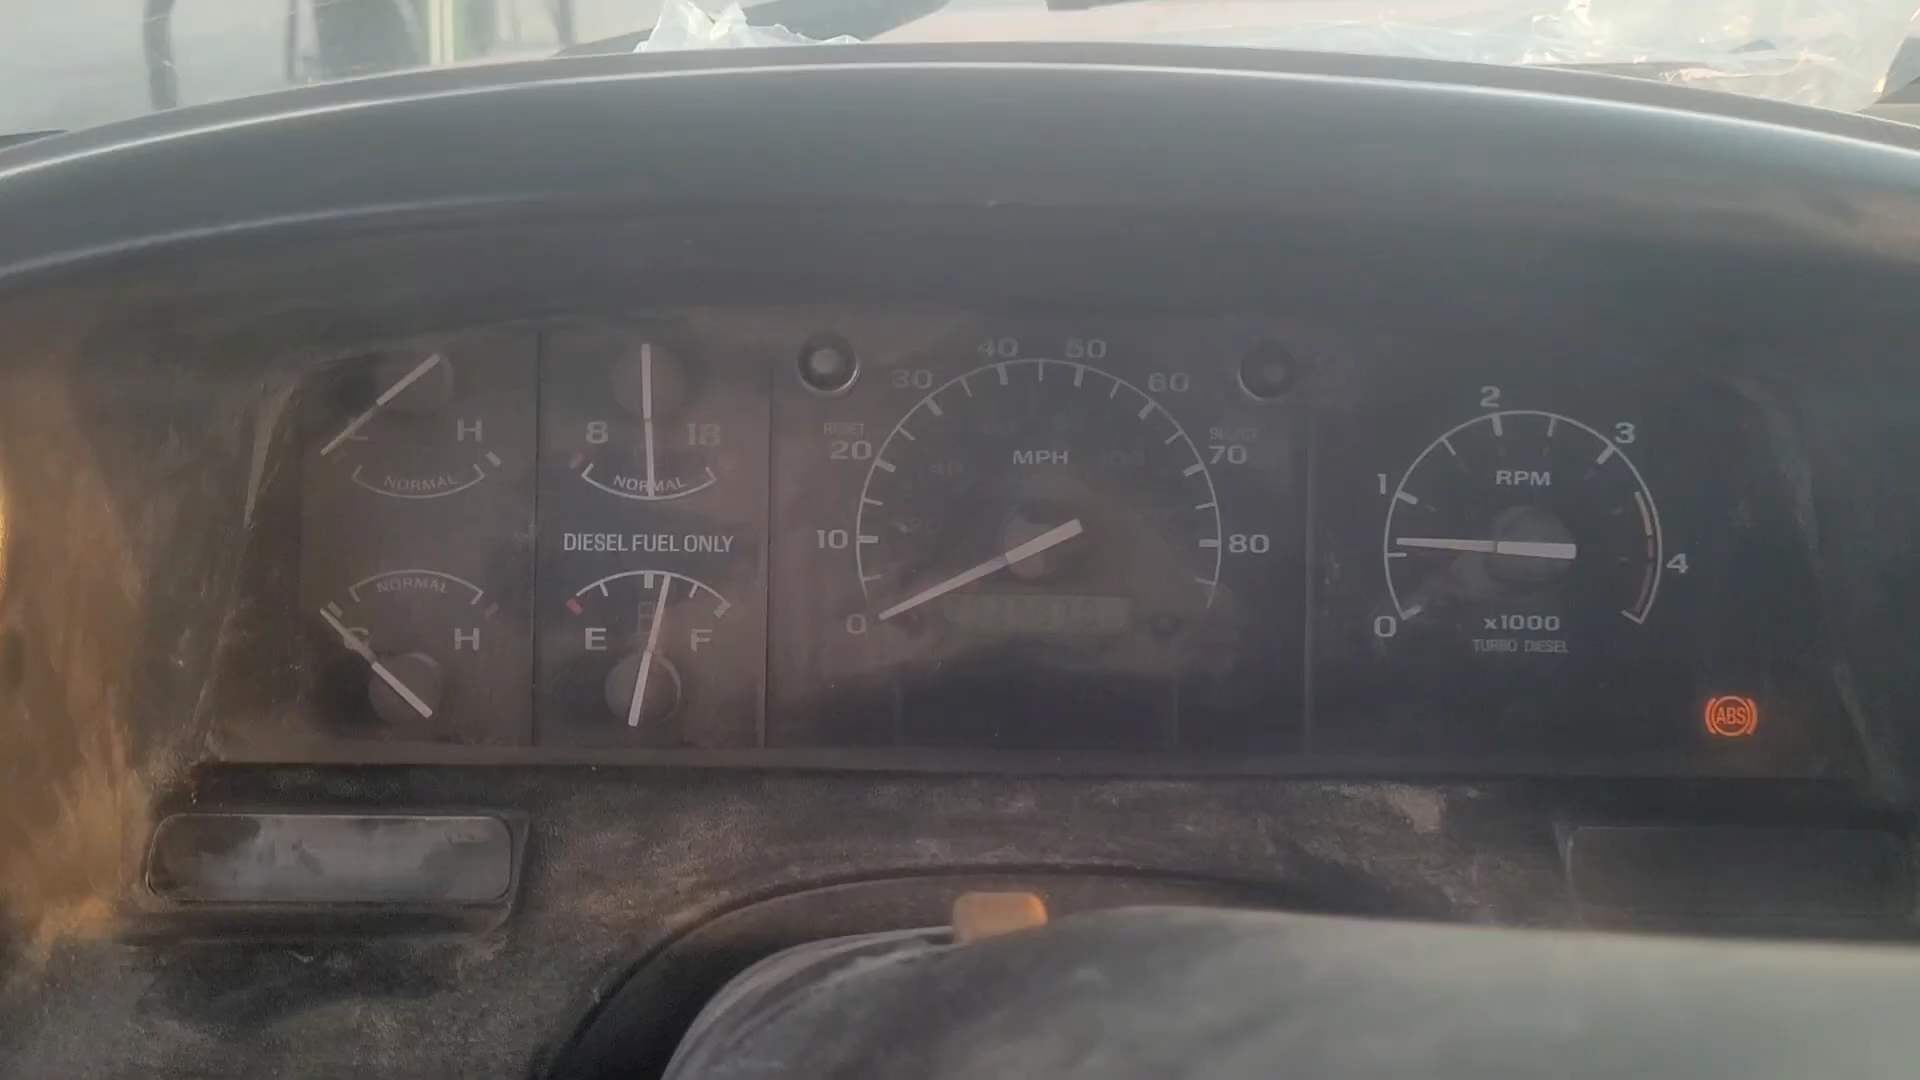 L H
NORMAL
8 18
NORMAL
DIESEL FUEL ONLY
NORMAL
C H
E F
RESET
SELECT
0 10 20 30 40 50 60 70 80
MPH
0 1 2 3 4
RPM
x1000
TURBO DIESEL
ABS